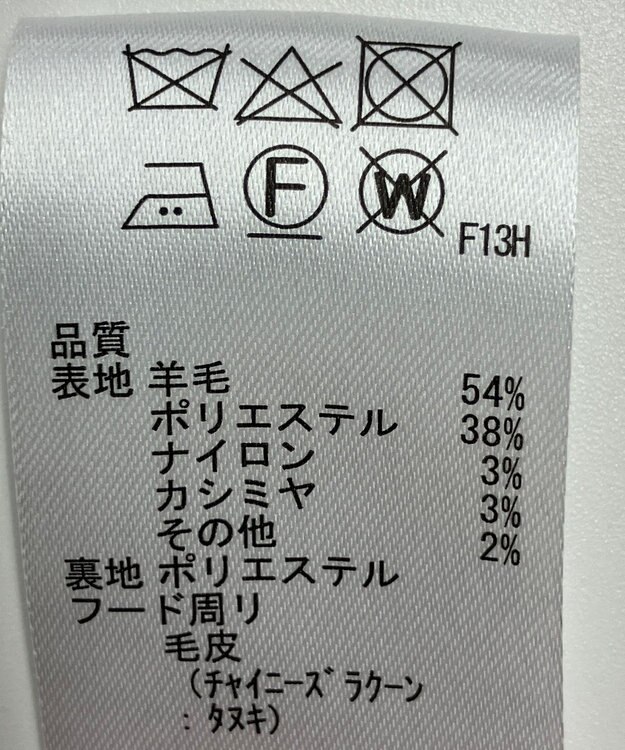 F
W
F13H
品質
表地 羊毛 54%
ポリエステル 38%
ナイロン 3%
カシミヤ 3%
その他 2%
裏地 ポリエステル
フード周リ
毛皮
(チャイニーズラクーン
:タヌキ)